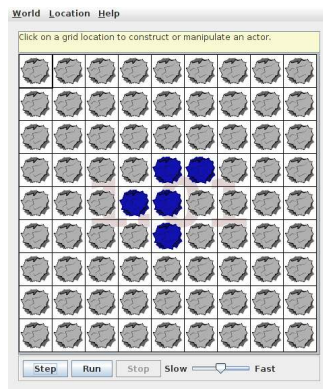 World Location Help
Click on a grid location to construct or manipulate an actor.
Step Run Stop Slow Fast